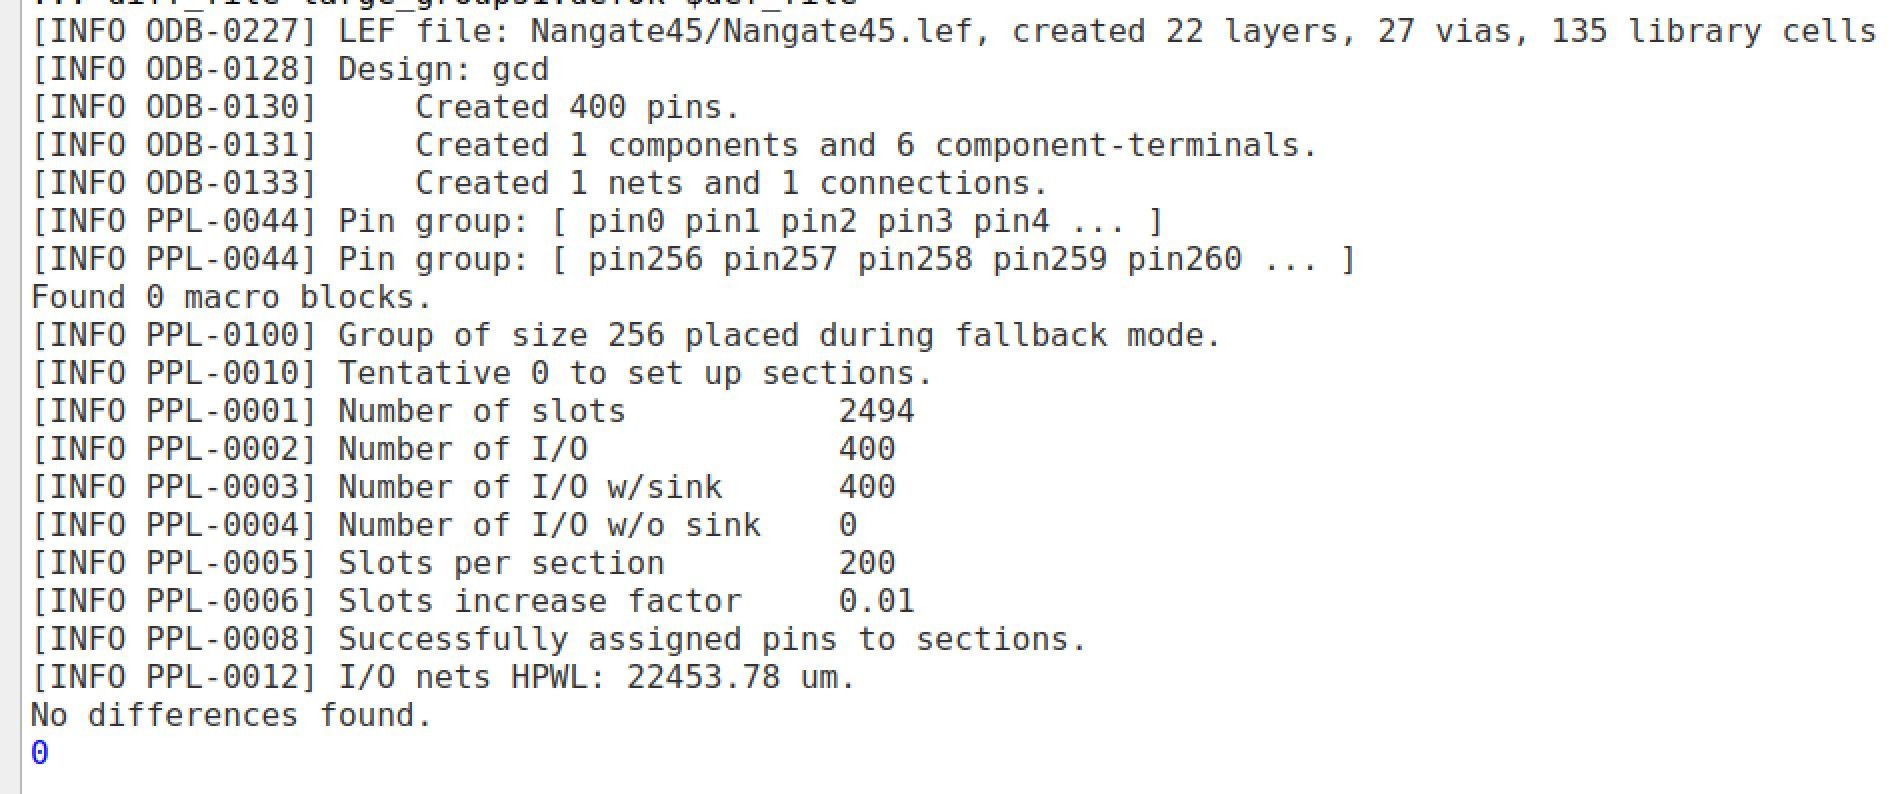 ... diff_file large_groups1.defok $def_file
[INFO ODB-0227] LEF file: Nangate45/Nangate45.lef, created 22 layers, 27 vias, 135 library cells
[INFO ODB-0128] Design: gcd
[INFO ODB-0130]     Created 400 pins.
[INFO ODB-0131]     Created 1 components and 6 component-terminals.
[INFO ODB-0133]     Created 1 nets and 1 connections.
[INFO PPL-0044] Pin group: [ pin0 pin1 pin2 pin3 pin4 ... ]
[INFO PPL-0044] Pin group: [ pin256 pin257 pin258 pin259 pin260 ... ]
Found 0 macro blocks.
[INFO PPL-0100] Group of size 256 placed during fallback mode.
[INFO PPL-0010] Tentative 0 to set up sections.
[INFO PPL-0001] Number of slots           2494
[INFO PPL-0002] Number of I/O             400
[INFO PPL-0003] Number of I/O w/sink      400
[INFO PPL-0004] Number of I/O w/o sink    0
[INFO PPL-0005] Slots per section         200
[INFO PPL-0006] Slots increase factor     0.01
[INFO PPL-0008] Successfully assigned pins to sections.
[INFO PPL-0012] I/O nets HPWL: 22453.78 um.
No differences found.
0